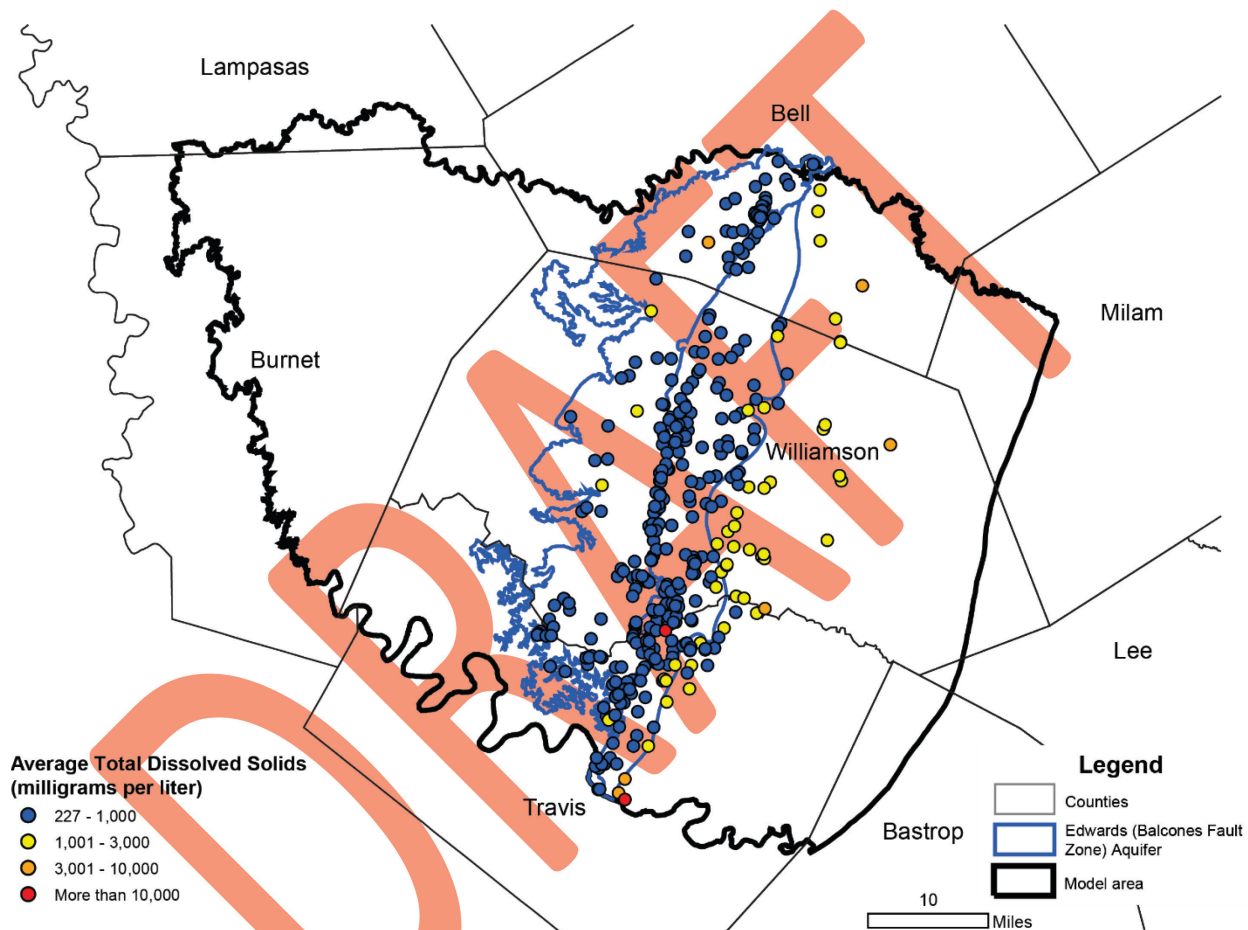 Lampasas
Bell
Milam
Burnet
Williamson
Lee
Travis
Bastrop
DRAFT
Average Total Dissolved Solids
(milligrams per liter)
227 - 1,000
1,001 - 3,000
3,001 - 10,000
More than 10,000
Legend
Counties
Edwards (Balcones Fault
Zone) Aquifer
Model area
10
Miles